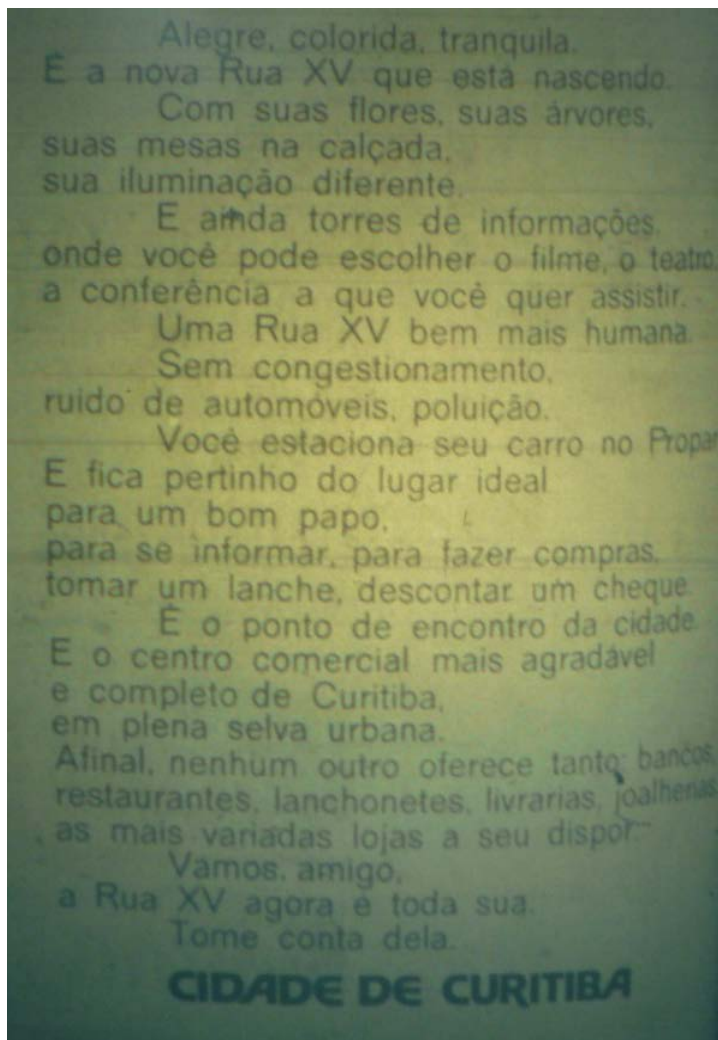 Alegre, colorida, tranquila.
É a nova Rua XV que está nascendo.
Com suas flores, suas árvores,
suas mesas na calçada,
sua iluminação diferente.
E ainda torres de informações,
onde você pode escolher o filme, o teatro,
a conferência a que você quer assistir.
Uma Rua XV bem mais humana.
Sem congestionamento,
ruido de automóveis, poluição.
Você estaciona seu carro no
E fica pertinho do lugar ideal
para um bom papo,
para se informar, para fazer compras,
tomar um lanche, descontar um cheque.
É o ponto de encontro da cidade.
E o centro comercial mais agradável
e completo de Curitiba,
em plena selva urbana.
Afinal, nenhum outro oferece tanto: bancos,
restaurantes, lanchonetes, livrarias, joalherias,
as mais variadas lojas a seu dispor.
Vamos, amigo,
a Rua XV agora é toda sua.
Tome conta dela.
CIDADE DE CURITIBA